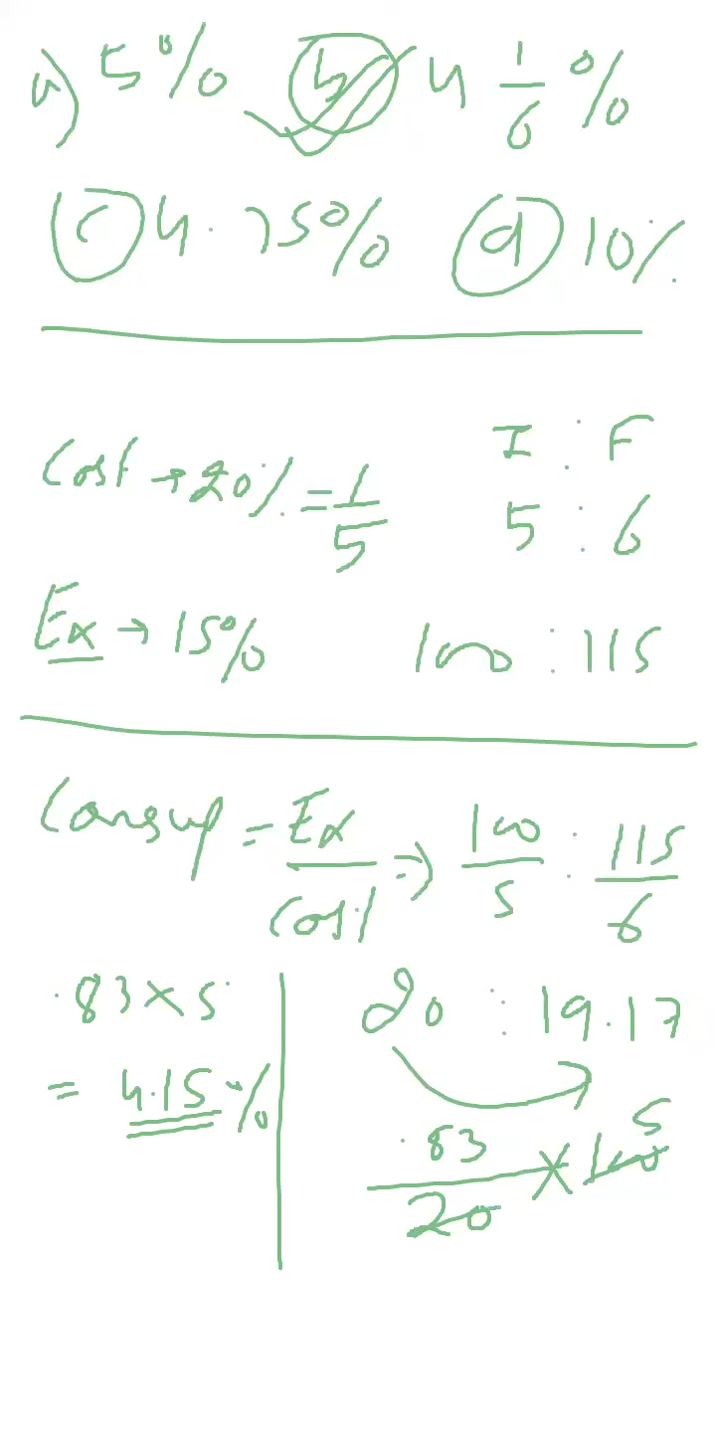 a) 5% b 4 1/6 %
c 4.75% d 10%
Cost → 20% = 1/5 I : F
5 : 6
Ex → 15% 100 : 115
Consup = Ex/Cost ⇒ 100/5 : 115/6
.83 × 5 20 : 19.17
= 4.15% .83/20 × 100 5